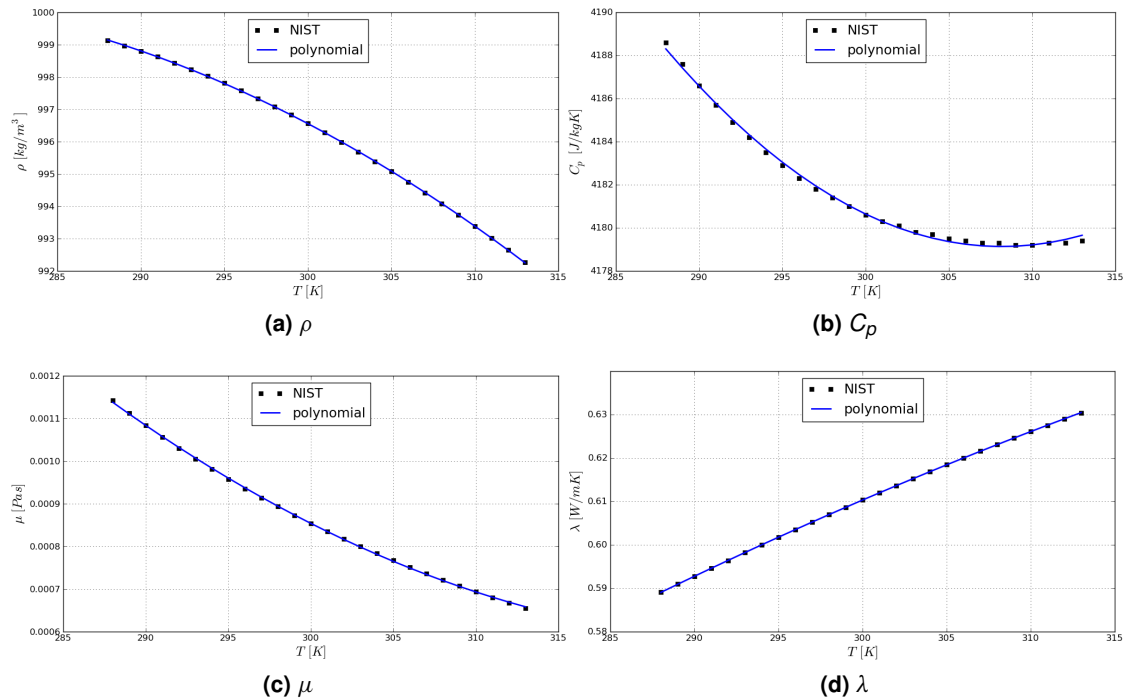 1000
999
998
997
996
995
994
993
992
285
290
295
300
305
310
315
ρ [kg/m³]
T [K]
NIST
polynomial
(a) ρ
4190
4188
4186
4184
4182
4180
4178
285
290
295
300
305
310
315
C_p [J/kgK]
T [K]
NIST
polynomial
(b) C_p
0.0012
0.0011
0.0010
0.0009
0.0008
0.0007
0.0006
285
290
295
300
305
310
315
μ [Pas]
T [K]
NIST
polynomial
(c) μ
0.63
0.62
0.61
0.60
0.59
0.58
285
290
295
300
305
310
315
λ [W/mK]
T [K]
NIST
polynomial
(d) λ